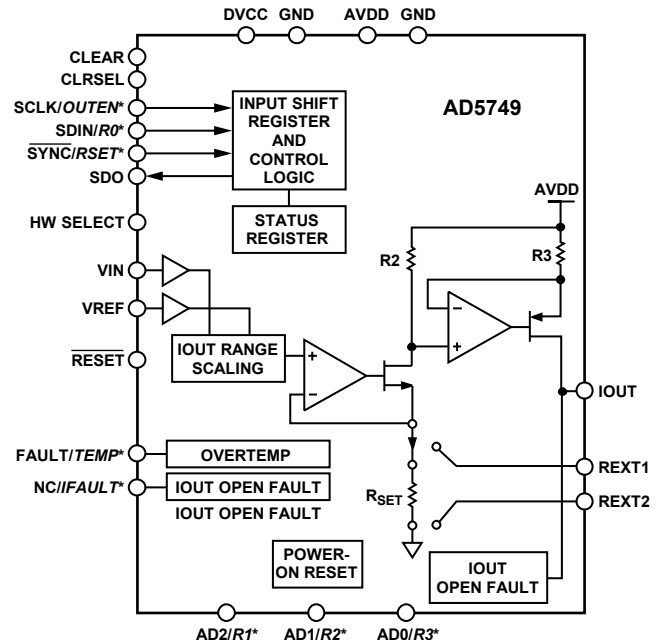 DVCC GND AVDD GND
CLEAR
CLRSEL
SCLK/OUTEN*
SDIN/R0*
SYNC/RSET*
SDO
INPUT SHIFT
REGISTER
AND
CONTROL
LOGIC
AD5749
HW SELECT
STATUS
REGISTER
AVDD
R2
R3
VIN
VREF
IOUT RANGE
SCALING
+
−
−
+
RESET
IOUT
FAULT/TEMP*
OVERTEMP
REXT1
NC/IFAULT*
IOUT OPEN FAULT
IOUT OPEN FAULT
RSET
REXT2
POWER-
ON RESET
IOUT
OPEN FAULT
AD2/R1* AD1/R2* AD0/R3*